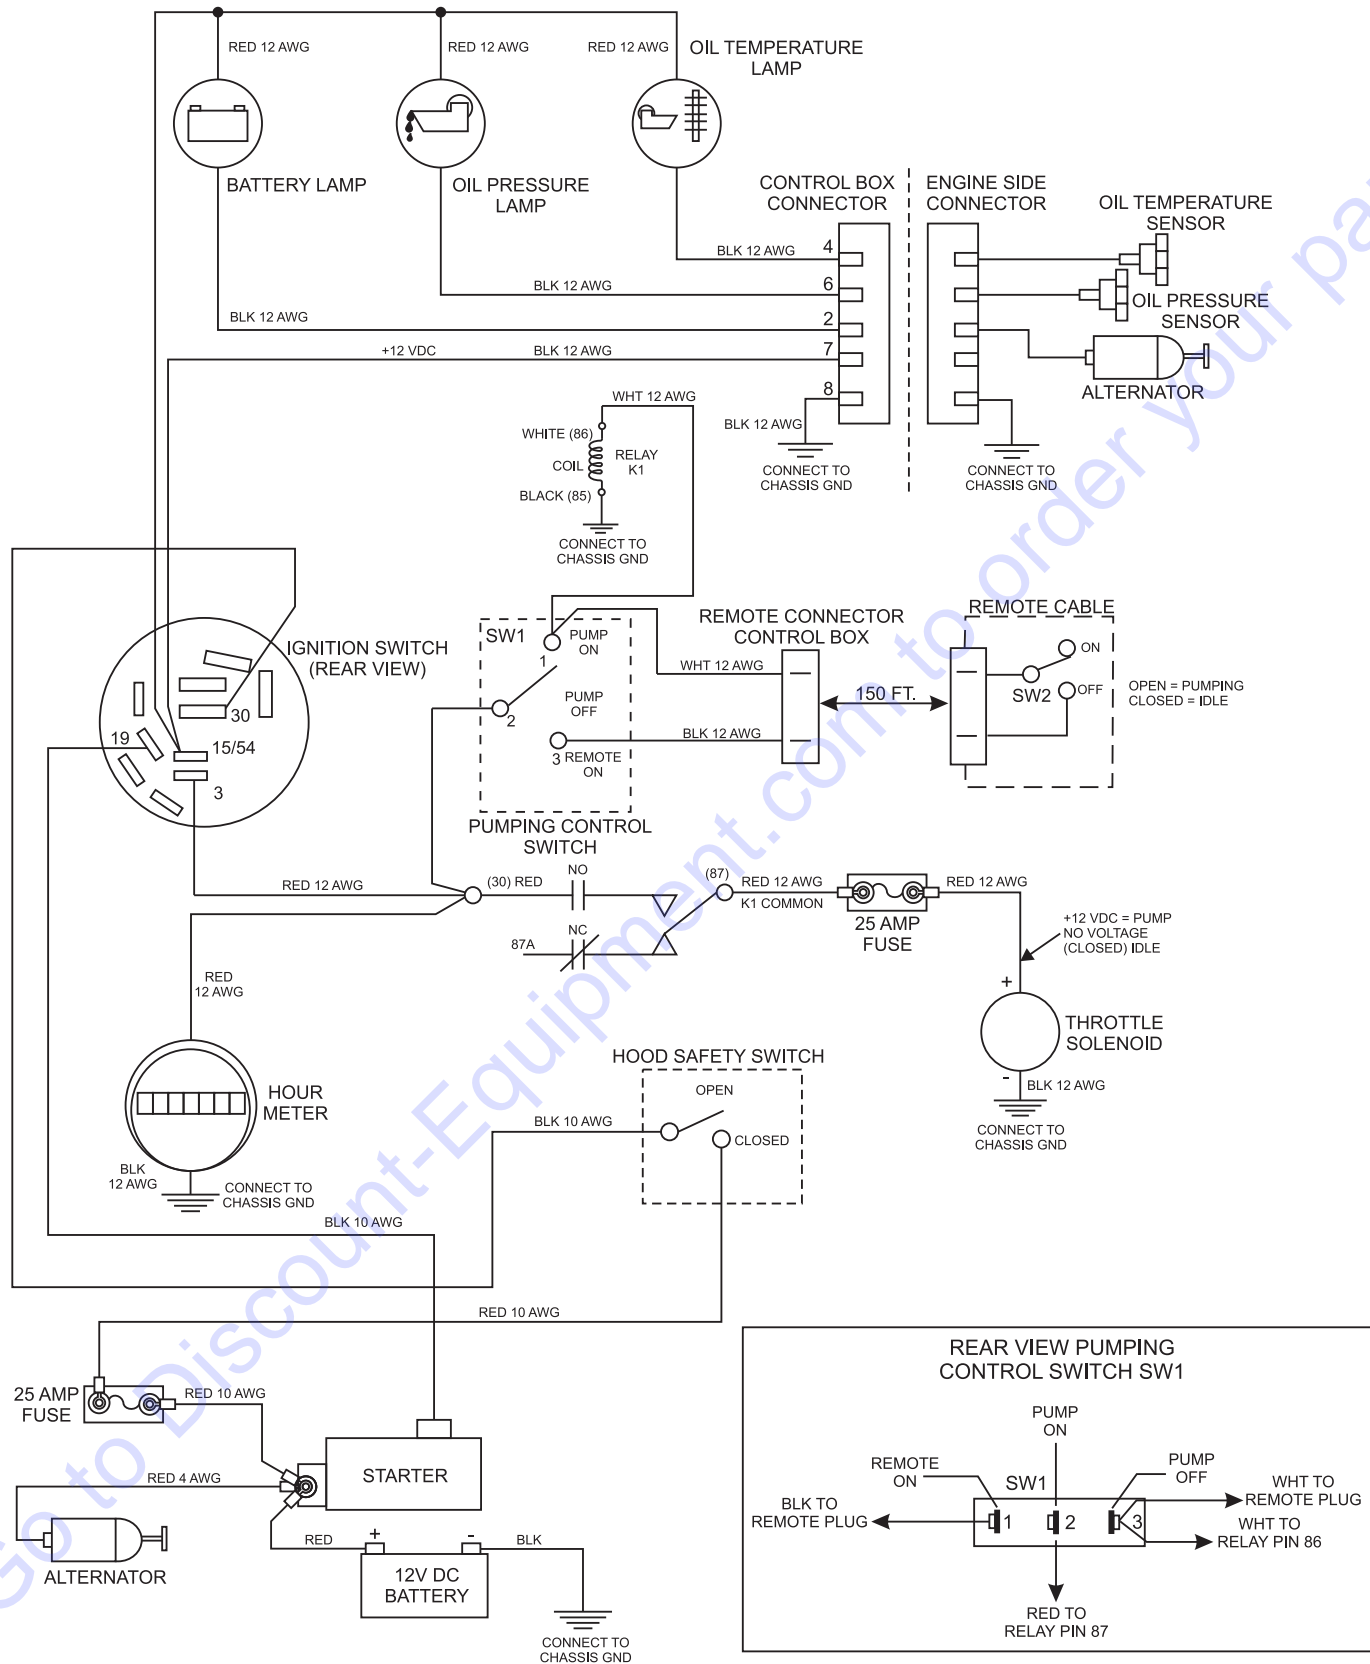 RED 12 AWG
RED 12 AWG
RED 12 AWG
OIL TEMPERATURE
LAMP
BATTERY LAMP
OIL PRESSURE
LAMP
CONTROL BOX
CONNECTOR
ENGINE SIDE
CONNECTOR
OIL TEMPERATURE
SENSOR
BLK 12 AWG
4
BLK 12 AWG
6
OIL PRESSURE
SENSOR
BLK 12 AWG
2
+12 VDC
BLK 12 AWG
7
ALTERNATOR
8
BLK 12 AWG
CONNECT TO
CHASSIS GND
CONNECT TO
CHASSIS GND
WHT 12 AWG
WHITE (86)
COIL
RELAY
K1
BLACK (85)
CONNECT TO
CHASSIS GND
IGNITION SWITCH
(REAR VIEW)
30
19
15/54
3
SW1
PUMP
ON
1
PUMP
OFF
2
3
REMOTE
ON
PUMPING CONTROL
SWITCH
REMOTE CONNECTOR
CONTROL BOX
WHT 12 AWG
BLK 12 AWG
150 FT.
REMOTE CABLE
ON
SW2
OFF
OPEN = PUMPING
CLOSED = IDLE
RED 12 AWG
(30) RED
NO
(87)
RED 12 AWG
K1 COMMON
87A
NC
25 AMP
FUSE
RED 12 AWG
+12 VDC = PUMP
NO VOLTAGE
(CLOSED) IDLE
RED
12 AWG
+
THROTTLE
SOLENOID
-
BLK 12 AWG
CONNECT TO
CHASSIS GND
HOUR
METER
BLK
12 AWG
CONNECT TO
CHASSIS GND
HOOD SAFETY SWITCH
OPEN
BLK 10 AWG
CLOSED
BLK 10 AWG
RED 10 AWG
25 AMP
FUSE
RED 10 AWG
STARTER
RED 4 AWG
ALTERNATOR
RED
+
-
BLK
12V DC
BATTERY
CONNECT TO
CHASSIS GND
REAR VIEW PUMPING
CONTROL SWITCH SW1
PUMP
ON
REMOTE
ON
SW1
PUMP
OFF
BLK TO
REMOTE PLUG
1
2
3
WHT TO
REMOTE PLUG
WHT TO
RELAY PIN 86
RED TO
RELAY PIN 87
Go to Discount-Equipment.com to order your pa